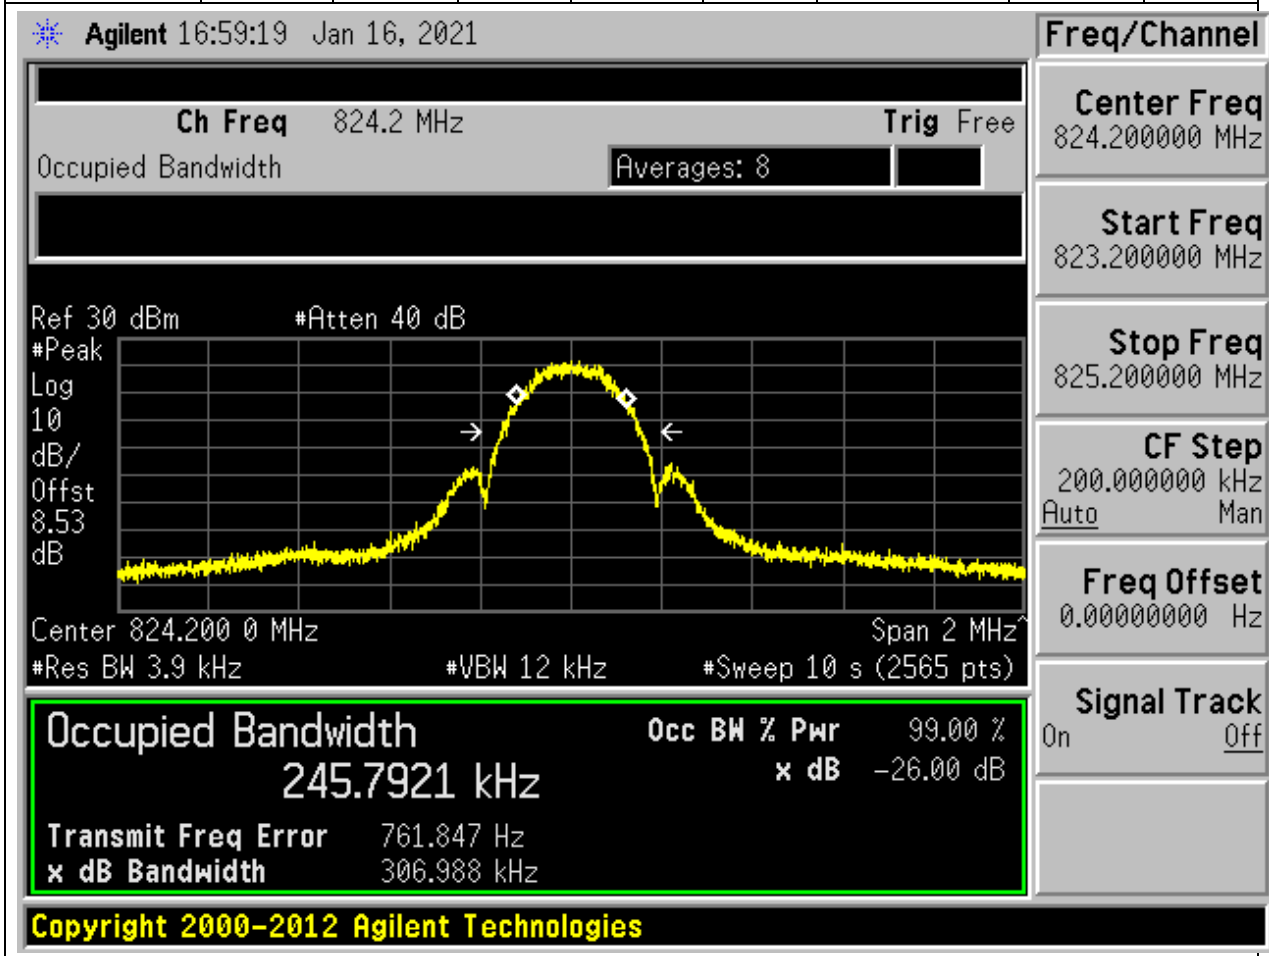 Agilent 16:59:19 Jan 16, 2021
Freq/Channel
Ch Freq 824.2 MHz Trig Free
Occupied Bandwidth Averages: 8
Center Freq
824.200000 MHz
Start Freq
823.200000 MHz
Stop Freq
825.200000 MHz
CF Step
200.000000 kHz
Auto Man
Freq Offset
0.00000000 Hz
Signal Track
On Off
Ref 30 dBm #Atten 40 dB
#Peak
Log
10
dB/
Offst
8.53
dB
Center 824.200 0 MHz Span 2 MHz^
#Res BW 3.9 kHz #VBW 12 kHz #Sweep 10 s (2565 pts)
Occupied Bandwidth Occ BW % Pwr 99.00 %
245.7921 kHz x dB -26.00 dB
Transmit Freq Error 761.847 Hz
x dB Bandwidth 306.988 kHz
Copyright 2000-2012 Agilent Technologies